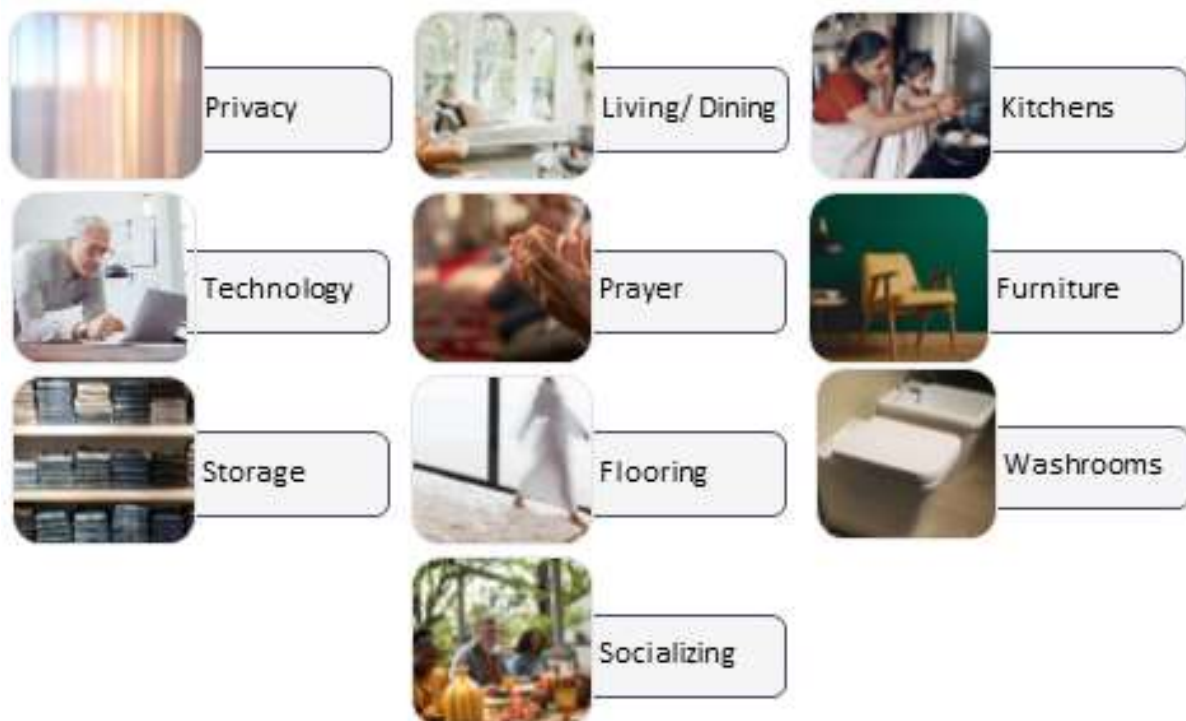 Privacy
Living/ Dining
Kitchens
Technology
Prayer
Furniture
Storage
Flooring
Washrooms
Socializing